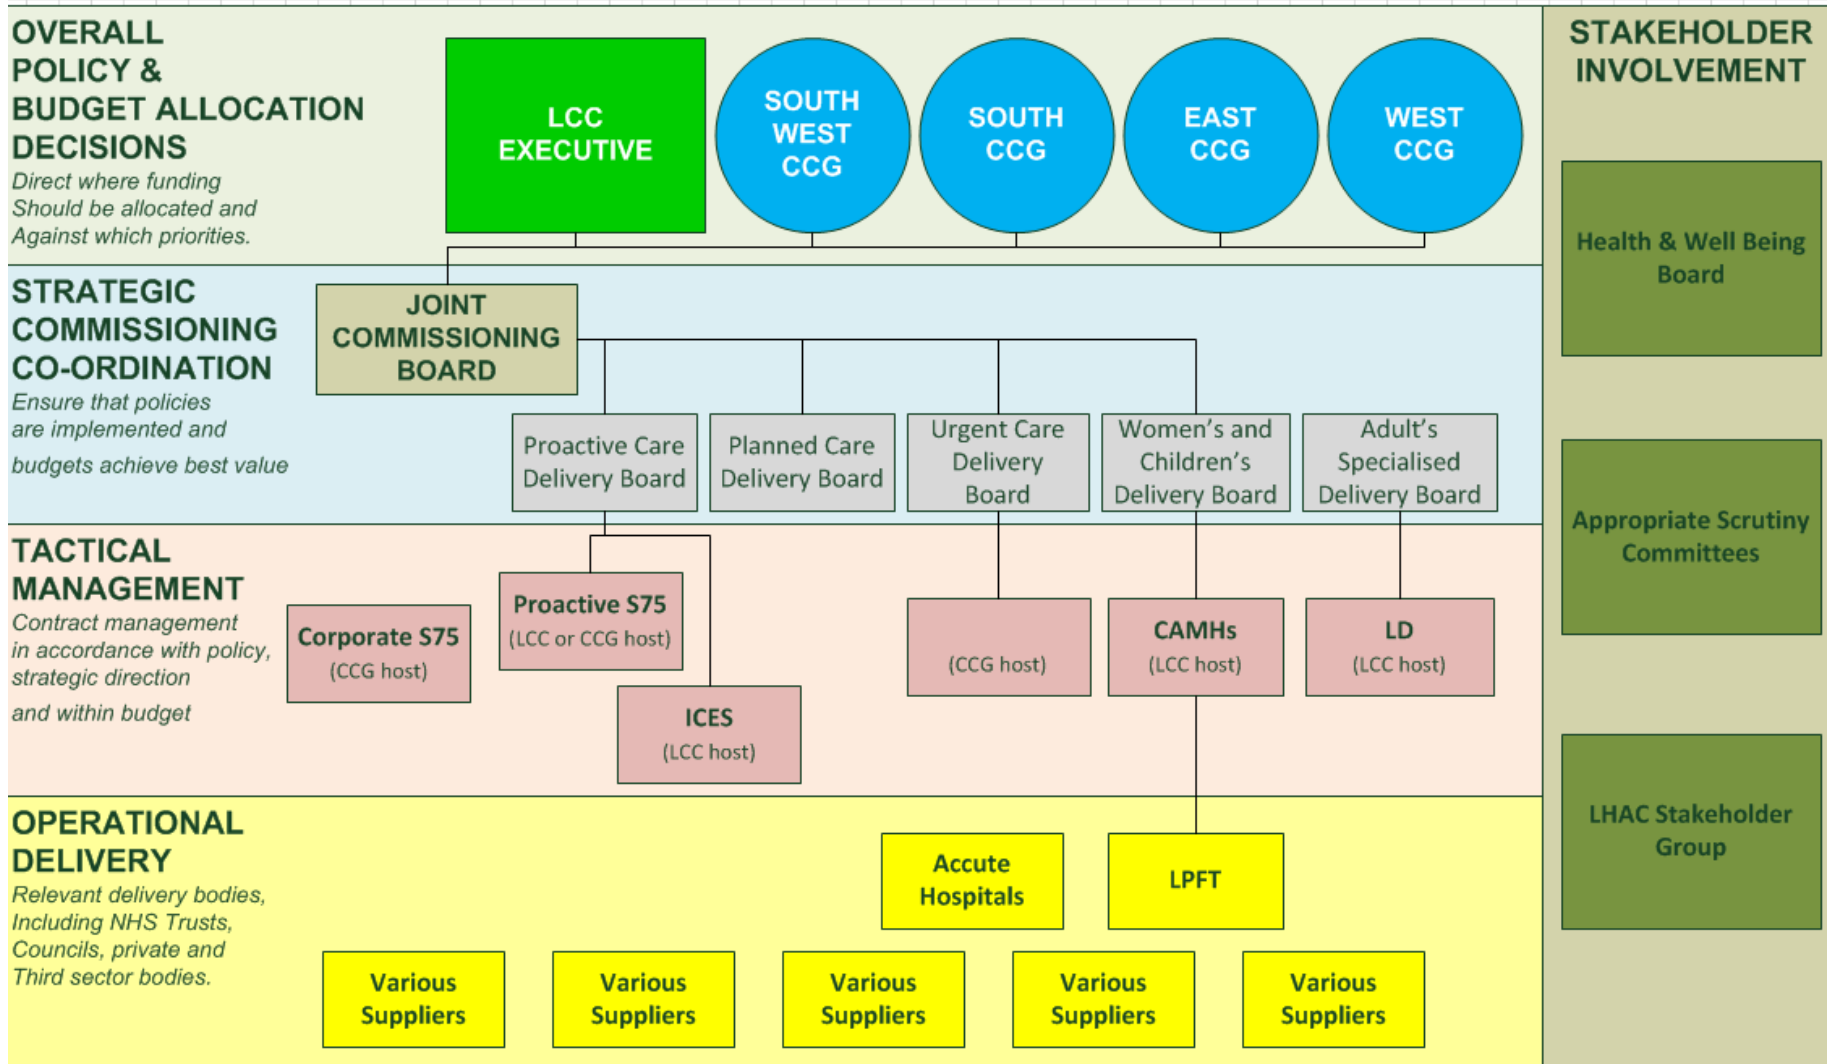 OVERALL
POLICY &
BUDGET ALLOCATION
DECISIONS
Direct where funding
Should be allocated and
Against which priorities.
LCC
EXECUTIVE
SOUTH
WEST
CCG
SOUTH
CCG
EAST
CCG
WEST
CCG
STRATEGIC
COMMISSIONING
CO-ORDINATION
Ensure that policies
are implemented and
budgets achieve best value
JOINT
COMMISSIONING
BOARD
Proactive Care
Delivery Board
Planned Care
Delivery Board
Urgent Care
Delivery
Board
Women’s and
Children’s
Delivery Board
Adult’s
Specialised
Delivery Board
TACTICAL
MANAGEMENT
Contract management
in accordance with policy,
strategic direction
and within budget
Corporate S75
(CCG host)
Proactive S75
(LCC or CCG host)
ICES
(LCC host)
(CCG host)
CAMHs
(LCC host)
LD
(LCC host)
OPERATIONAL
DELIVERY
Relevant delivery bodies,
Including NHS Trusts,
Councils, private and
Third sector bodies.
Accute
Hospitals
LPFT
Various
Suppliers
Various
Suppliers
Various
Suppliers
Various
Suppliers
Various
Suppliers
STAKEHOLDER
INVOLVEMENT
Health & Well Being
Board
Appropriate Scrutiny
Committees
LHAC Stakeholder
Group